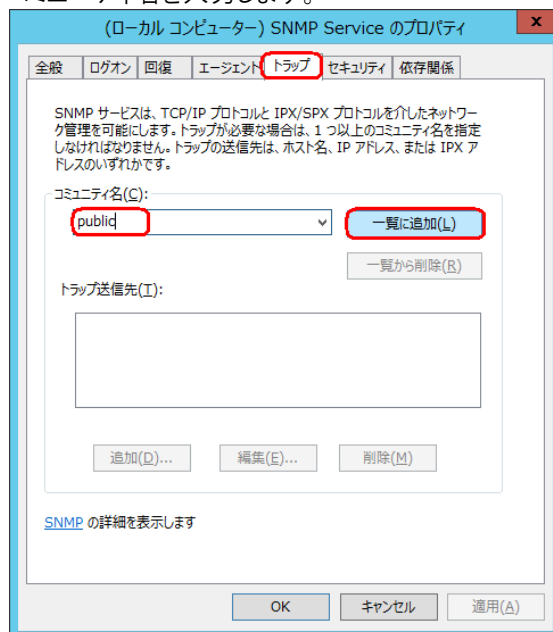 (ローカル コンピューター) SNMP Service のプロパティ
x
全般 ログオン 回復 エージェント トラップ セキュリティ 依存関係
SNMP サービスは、TCP/IP プロトコルと IPX/SPX プロトコルを介したネットワー
ク管理を可能にします。トラップが必要な場合は、1 つ以上のコミュニティ名を指定
しなければなりません。トラップの送信先は、ホスト名、IP アドレス、または IPX ア
ドレスのいずれかです。
コミュニティ名(C):
public
一覧に追加(L)
一覧から削除(R)
トラップ送信先(T):
追加(D)... 編集(E)... 削除(M)
SNMP の詳細を表示します
OK キャンセル 適用(A)